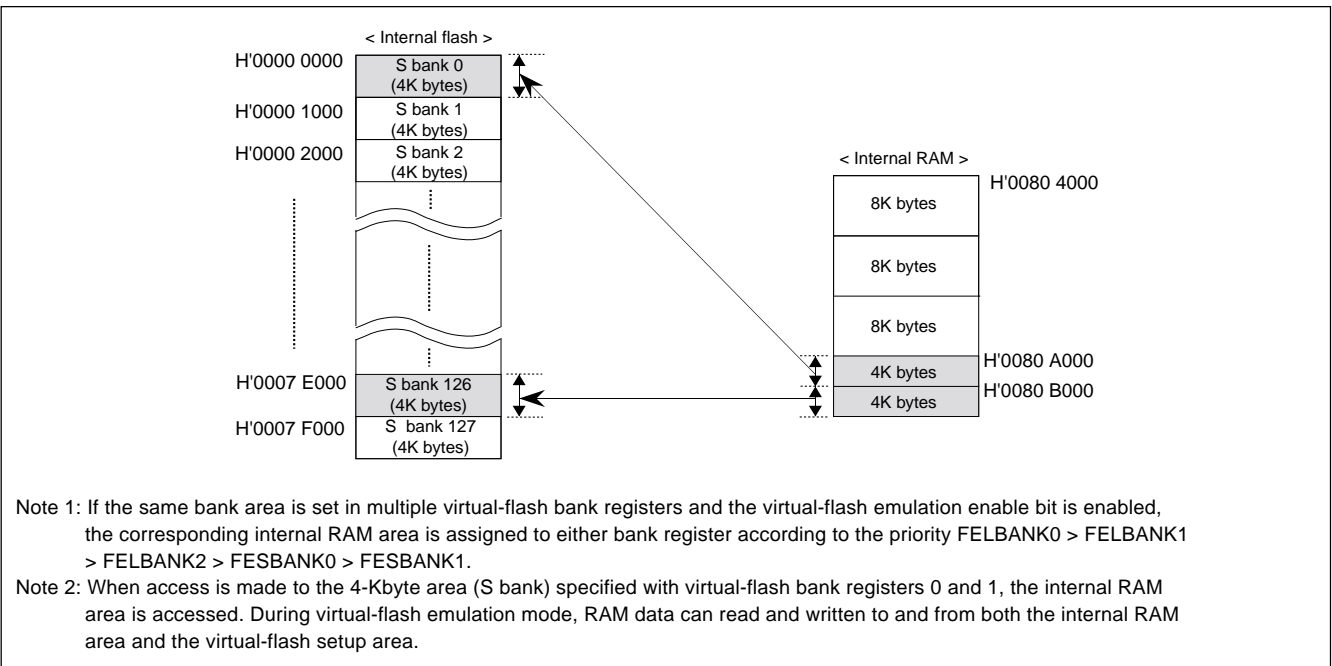 < Internal flash >
H'0000 0000
S bank 0
(4K bytes)
H'0000 1000
S bank 1
(4K bytes)
H'0000 2000
S bank 2
(4K bytes)
H'0007 E000
S bank 126
(4K bytes)
H'0007 F000
S bank 127
(4K bytes)
< Internal RAM >
H'0080 4000
8K bytes
8K bytes
8K bytes
H'0080 A000
4K bytes
H'0080 B000
4K bytes
Note 1: If the same bank area is set in multiple virtual-flash bank registers and the virtual-flash emulation enable bit is enabled,
the corresponding internal RAM area is assigned to either bank register according to the priority FELBANK0 > FELBANK1
> FELBANK2 > FESBANK0 > FESBANK1.
Note 2: When access is made to the 4-Kbyte area (S bank) specified with virtual-flash bank registers 0 and 1, the internal RAM
area is accessed. During virtual-flash emulation mode, RAM data can read and written to and from both the internal RAM
area and the virtual-flash setup area.